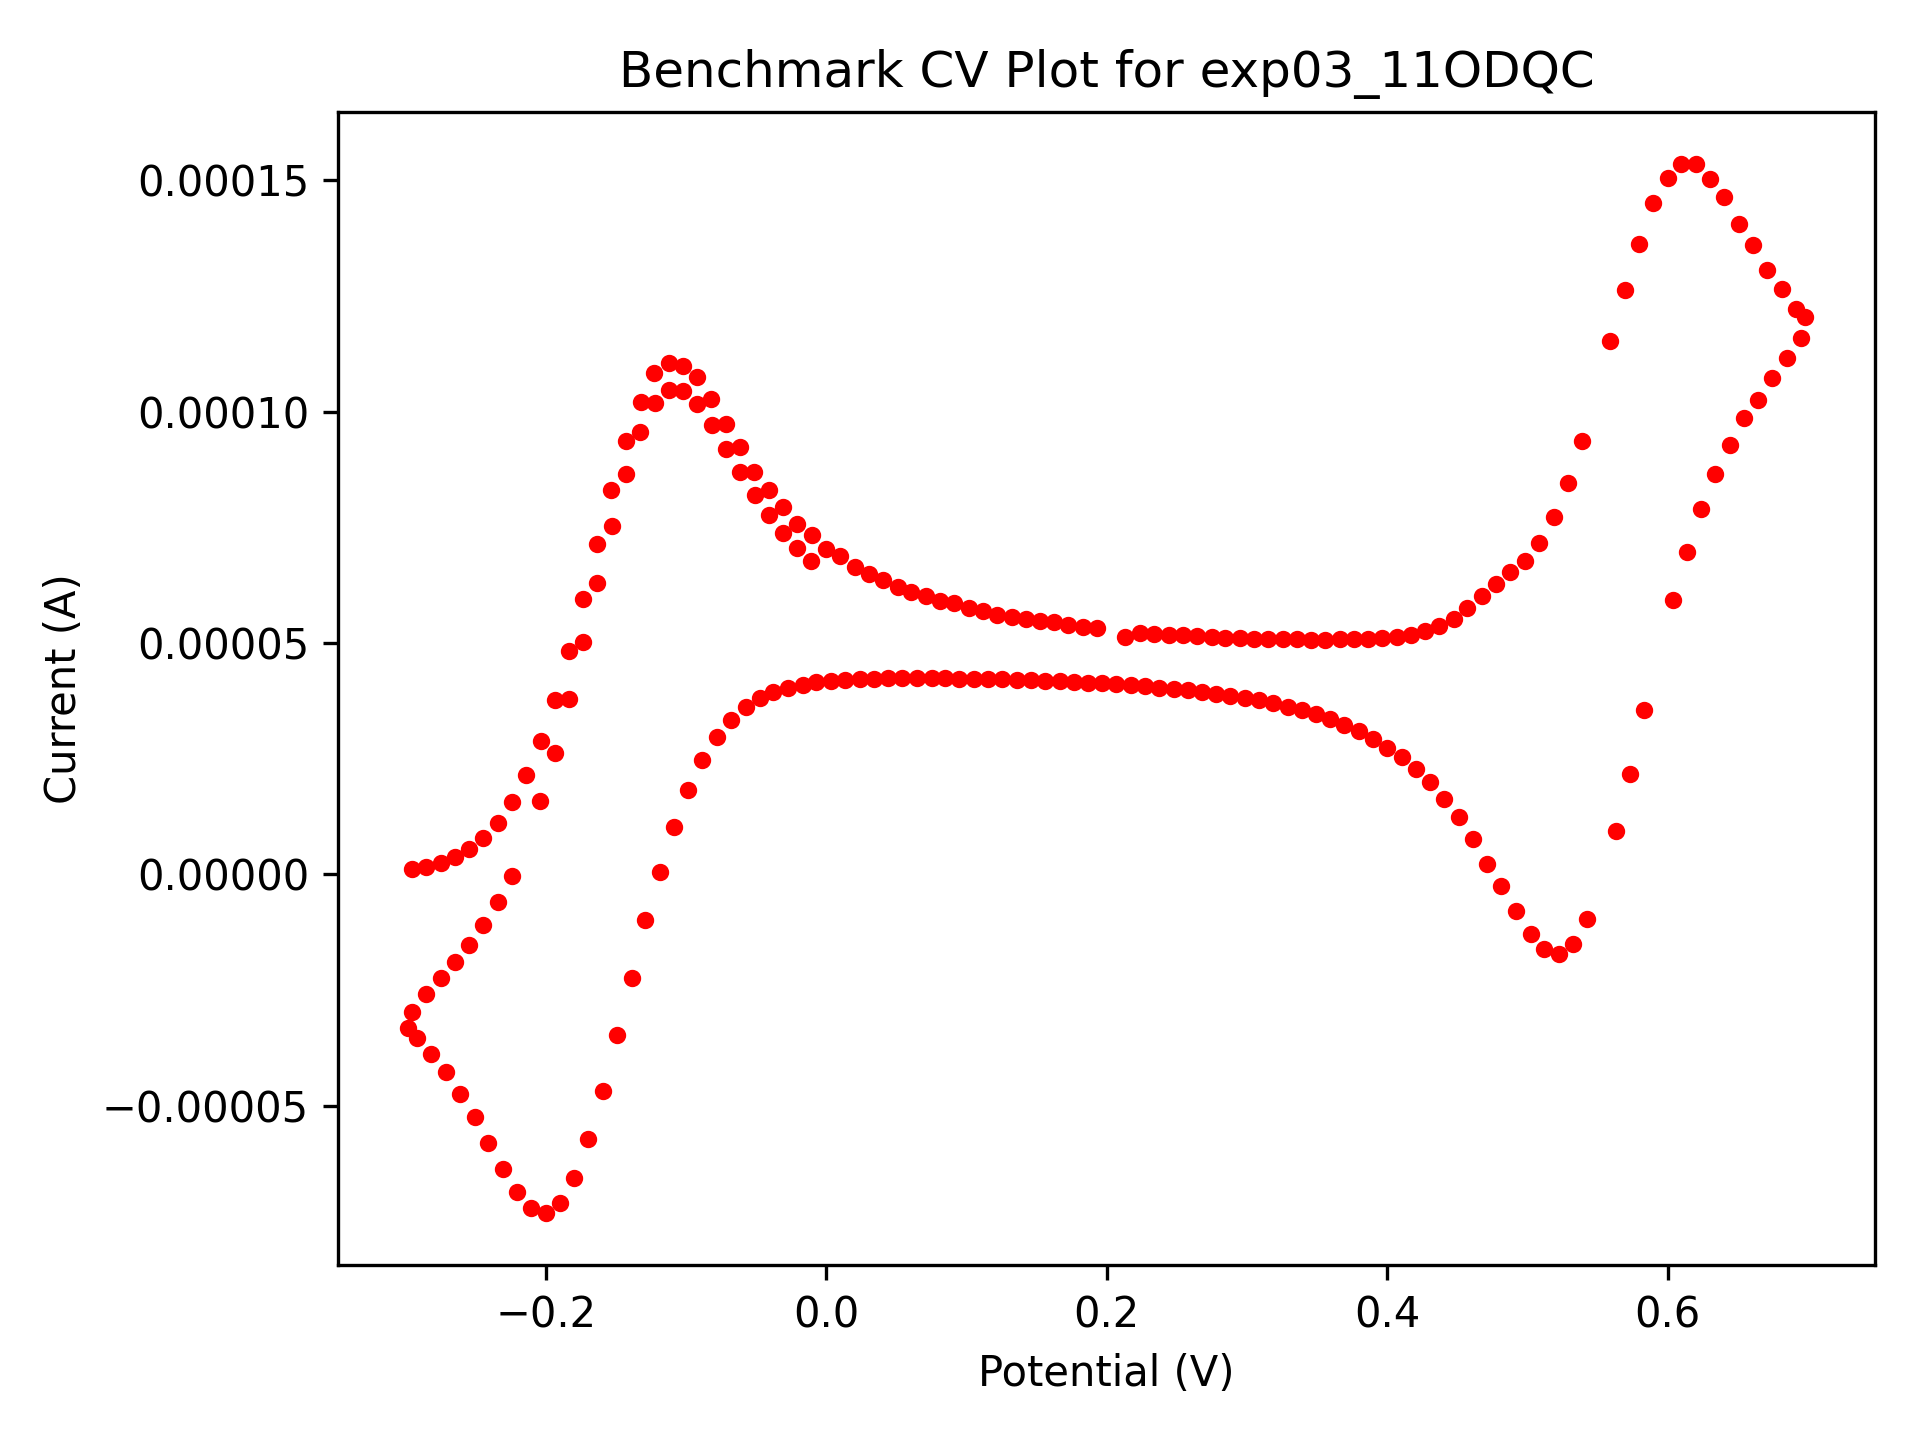 Benchmark CV Plot for exp03_11ODQC
0.00015
0.00010
0.00005
0.00000
−0.00005
Current (A)
−0.2 0.0 0.2 0.4 0.6
Potential (V)